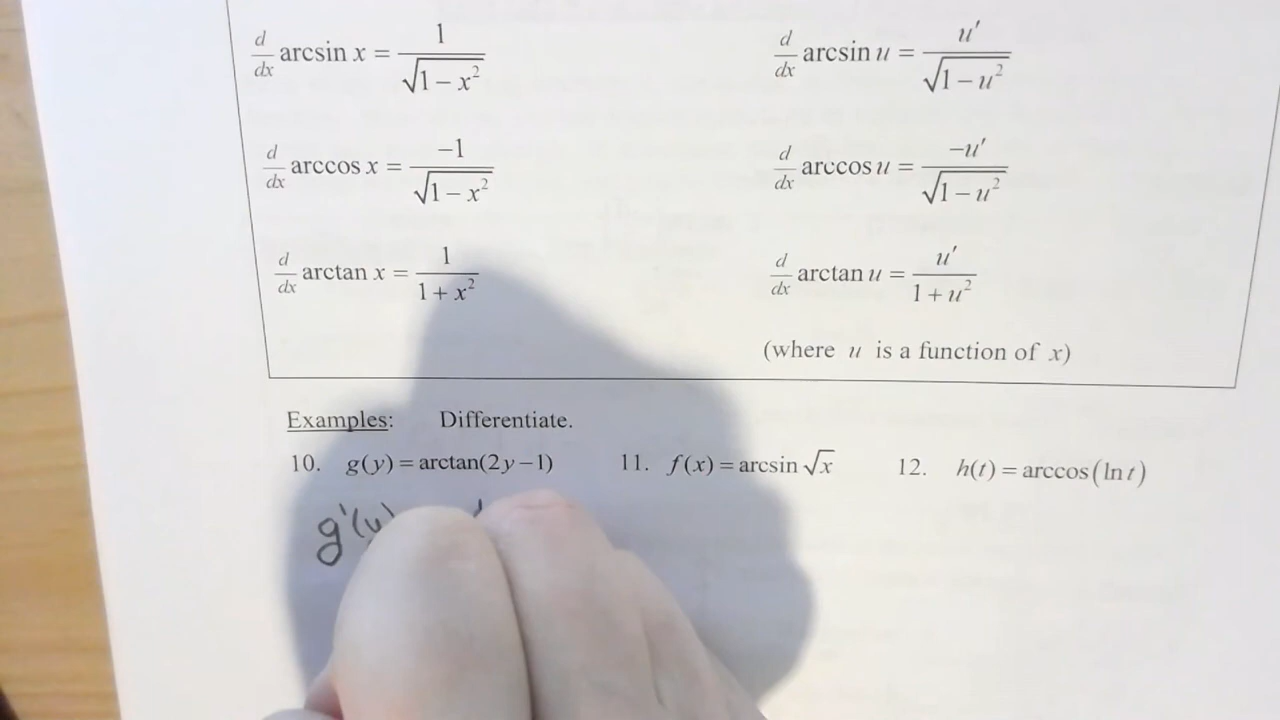 d/dx arcsin x = 1/√(1 − x²)    d/dx arcsin u = u′/√(1 − u²)
d/dx arccos x = −1/√(1 − x²)    d/dx arccos u = −u′/√(1 − u²)
d/dx arctan x = 1/(1 + x²)    d/dx arctan u = u′/(1 + u²)
(where u is a function of x)
Examples: Differentiate.
10. g(y) = arctan(2y − 1)    11. f(x) = arcsin √x    12. h(t) = arccos(ln t)
g'(y)